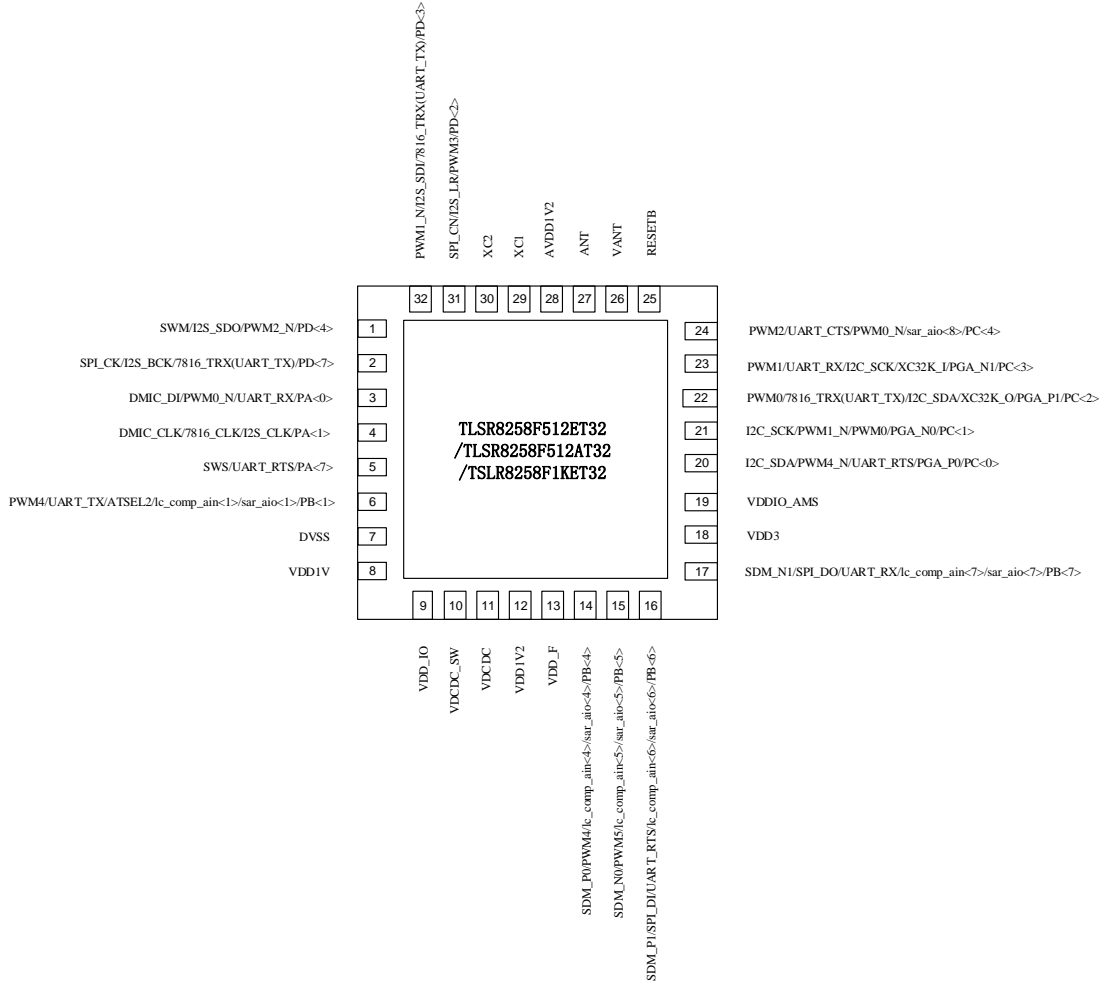 PWM1_N/I2S_SDI/7816_TRX(UART_TX)/PD<3>
SPI_CN/I2S_LR/PWM3/PD<2>
XC2
XC1
AVDD1V2
ANT
VANT
RESETB
32
31
30
29
28
27
26
25
SWM/I2S_SDO/PWM2_N/PD<4>
1
SPI_CK/I2S_BCK/7816_TRX(UART_TX)/PD<7>
2
DMIC_DI/PWM0_N/UART_RX/PA<0>
3
DMIC_CLK/7816_CLK/I2S_CLK/PA<1>
4
SWS/UART_RTS/PA<7>
5
PWM4/UART_TX/ATSEL2/lc_comp_ain<1>/sar_aio<1>/PB<1>
6
DVSS
7
VDD1V
8
TLSR8258F512ET32
/TLSR8258F512AT32
/TSLR8258F1KET32
24
PWM2/UART_CTS/PWM0_N/sar_aio<8>/PC<4>
23
PWM1/UART_RX/I2C_SCK/XC32K_I/PGA_N1/PC<3>
22
PWM0/7816_TRX(UART_TX)/I2C_SDA/XC32K_O/PGA_P1/PC<2>
21
I2C_SCK/PWM1_N/PWM0/PGA_N0/PC<1>
20
I2C_SDA/PWM4_N/UART_RTS/PGA_P0/PC<0>
19
VDDIO_AMS
18
VDD3
17
SDM_N1/SPI_DO/UART_RX/lc_comp_ain<7>/sar_aio<7>/PB<7>
9
10
11
12
13
14
15
16
VDD_IO
VDCDC_SW
VDCDC
VDD1V2
VDD_F
SDM_P0/PWM4/lc_comp_ain<4>/sar_aio<4>/PB<4>
SDM_N0/PWM5/lc_comp_ain<5>/sar_aio<5>/PB<5>
SDM_P1/SPI_DI/UART_RTS/lc_comp_ain<6>/sar_aio<6>/PB<6>